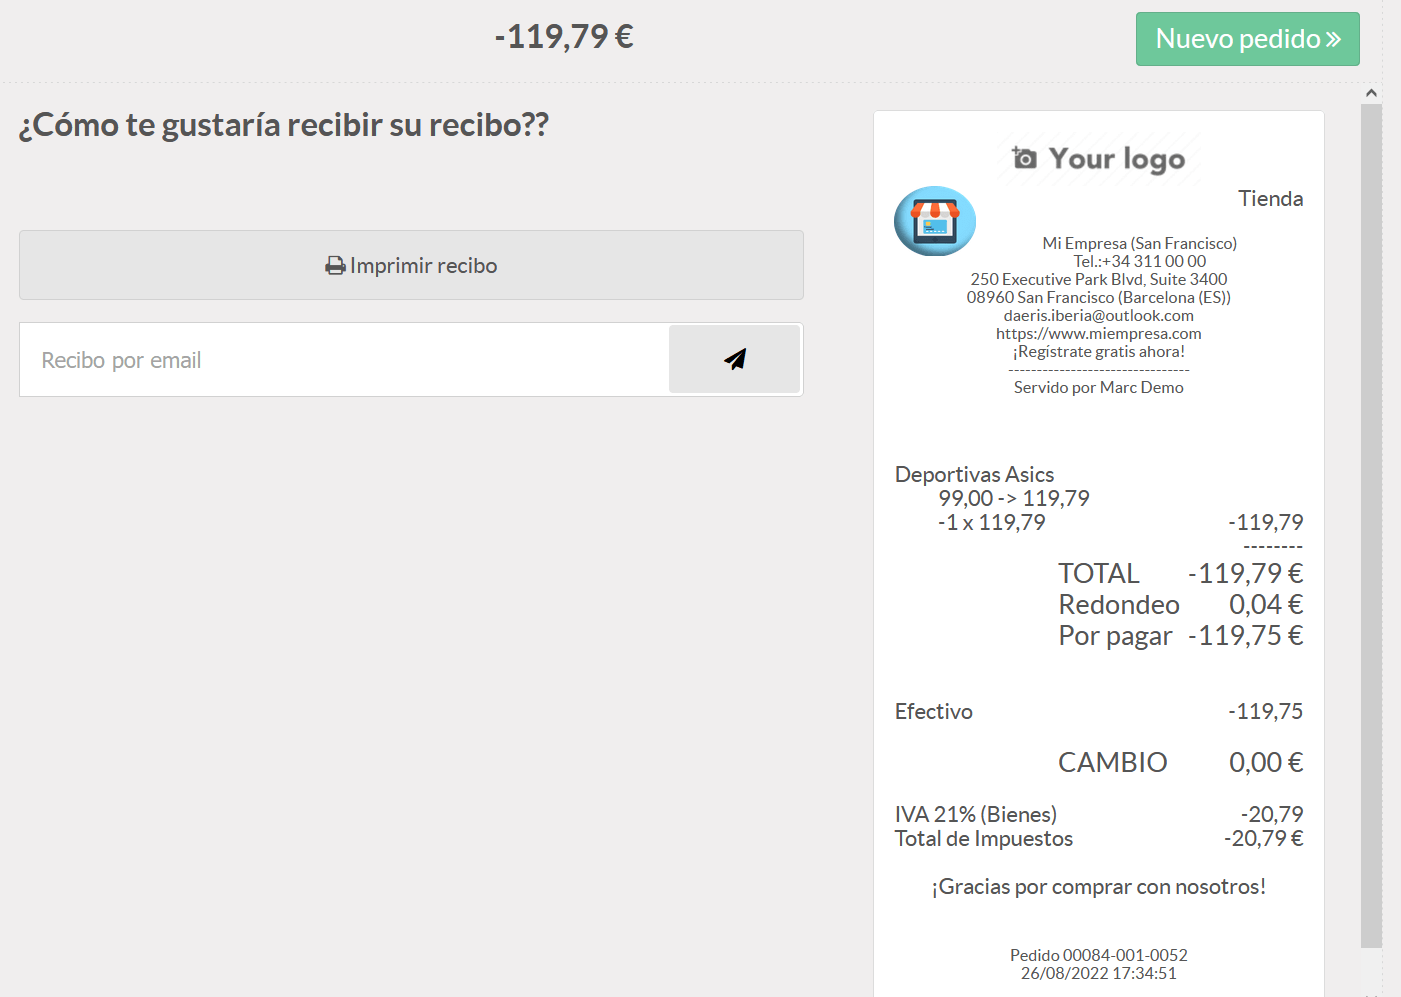 -119,79 €
Nuevo pedido »
¿Cómo te gustaría recibir su recibo??
Imprimir recibo
Recibo por email
Your logo
Tienda
Mi Empresa (San Francisco)
Tel.:+34 311 00 00
250 Executive Park Blvd, Suite 3400
08960 San Francisco (Barcelona (ES))
daeris.iberia@outlook.com
https://www.miempresa.com
¡Regístrate gratis ahora!
--------------------------------
Servido por Marc Demo
Deportivas Asics
99,00 -> 119,79
-1 x 119,79 -119,79
--------
TOTAL -119,79 €
Redondeo 0,04 €
Por pagar -119,75 €
Efectivo -119,75
CAMBIO 0,00 €
IVA 21% (Bienes) -20,79
Total de Impuestos -20,79 €
¡Gracias por comprar con nosotros!
Pedido 00084-001-0052
26/08/2022 17:34:51